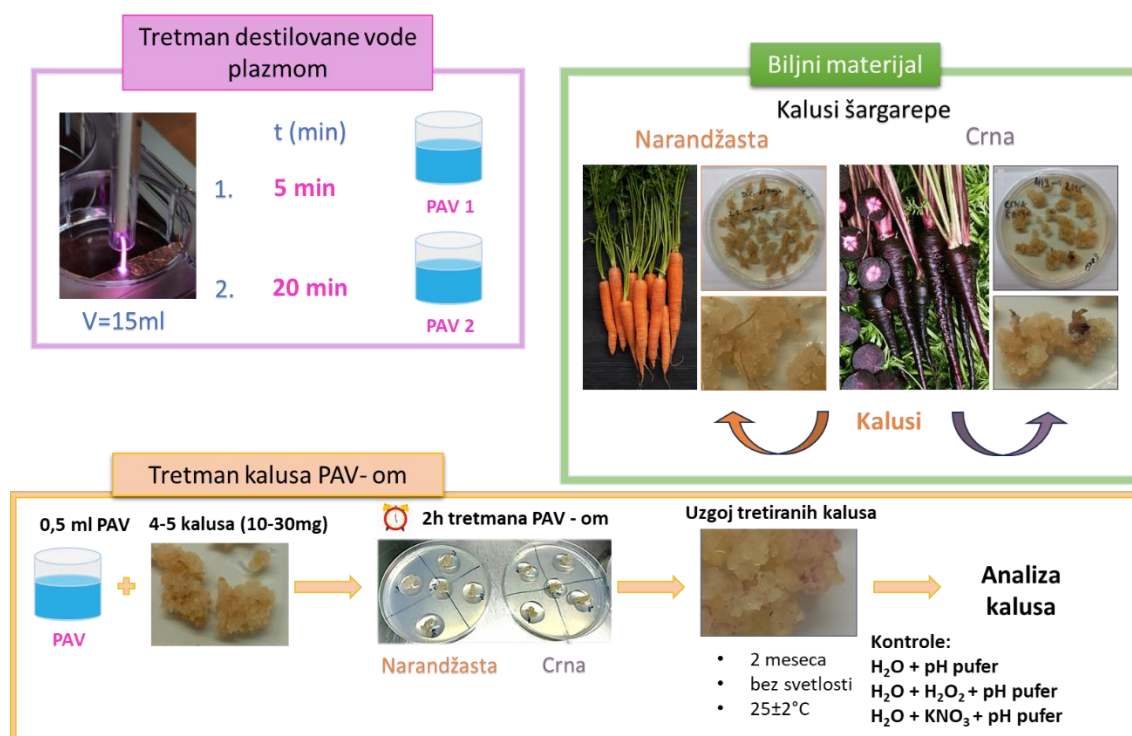 Tretman destilovane vode
plazmom
t (min)
1. 5 min
PAV 1
2. 20 min
PAV 2
V=15ml
Biljni materijal
Kalusi šargarepe
Narandžasta
Crna
Kalusi
Tretman kalusa PAV- om
0,5 ml PAV
PAV
4-5 kalusa (10-30mg)
2h tretmana PAV - om
Narandžasta
Crna
Uzgoj tretiranih kalusa
• 2 meseca
• bez svetlosti
• 25±2°C
Analiza
kalusa
Kontrole:
H₂O + pH pufer
H₂O + H₂O₂ + pH pufer
H₂O + KNO₃ + pH pufer